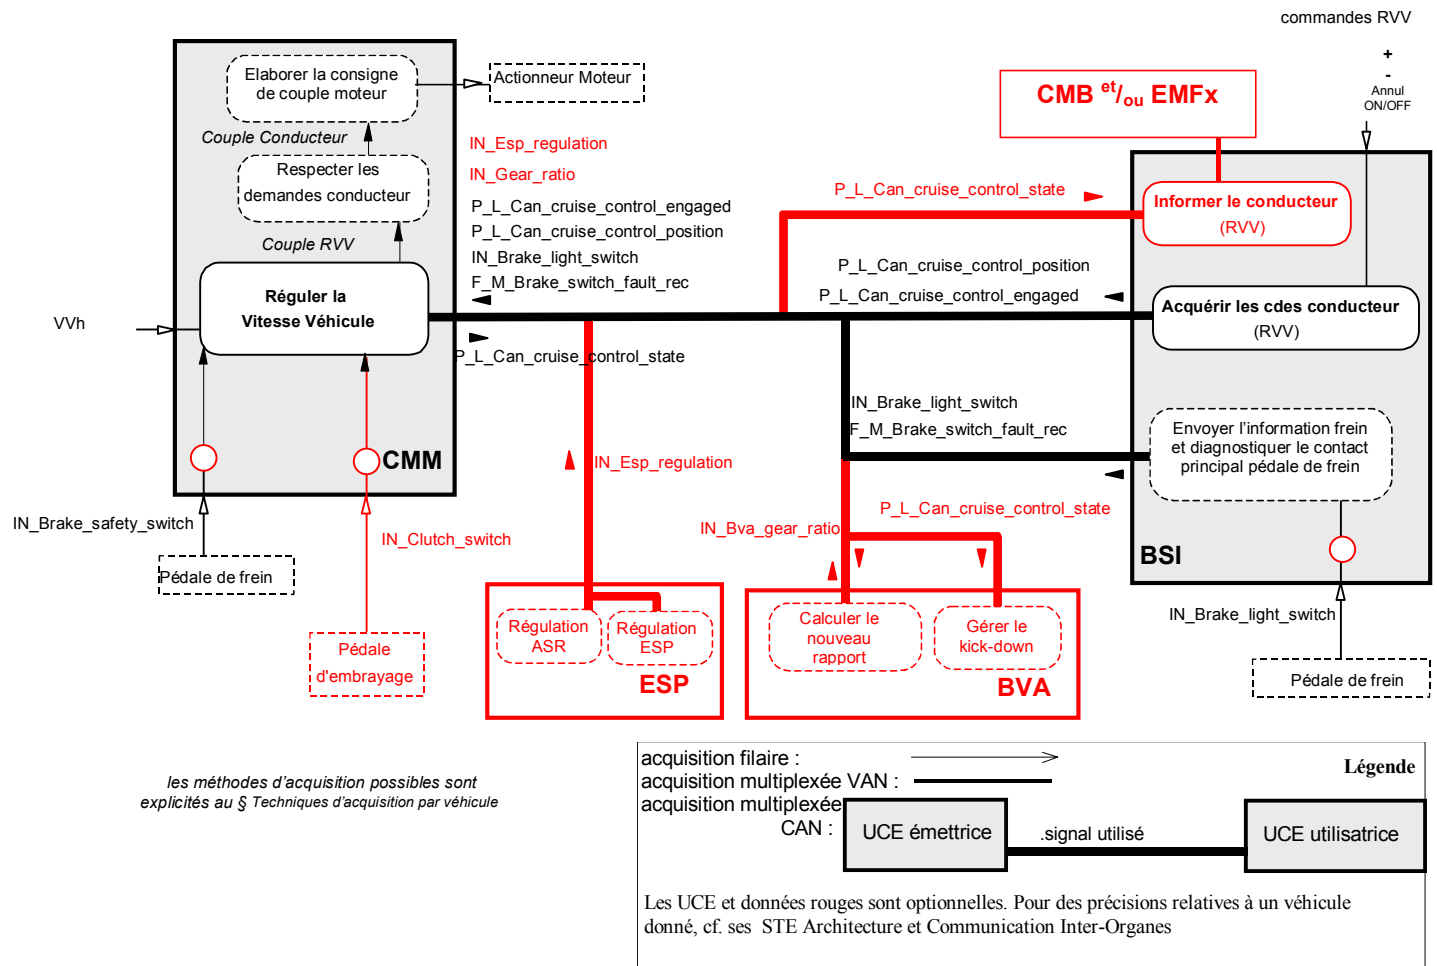 commandes RVV
+
-
Annul
ON/OFF
Elaborer la consigne
de couple moteur
Actionneur Moteur
Couple Conducteur
Respecter les
demandes conducteur
Couple RVV
Réguler la
Vitesse Véhicule
VVh
CMM
IN_Brake_safety_switch
Pédale de frein
IN_Clutch_switch
Pédale
d'embrayage
IN_Esp_regulation
IN_Gear_ratio
P_L_Can_cruise_control_engaged
P_L_Can_cruise_control_position
IN_Brake_light_switch
F_M_Brake_switch_fault_rec
P_L_Can_cruise_control_state
IN_Esp_regulation
Régulation
ASR
Régulation
ESP
ESP
CMB et/ou EMFx
P_L_Can_cruise_control_state
Informer le conducteur
(RVV)
P_L_Can_cruise_control_position
P_L_Can_cruise_control_engaged
Acquérir les cdes conducteur
(RVV)
IN_Brake_light_switch
F_M_Brake_switch_fault_rec
Envoyer l'information frein
et diagnostiquer le contact
principal pédale de frein
P_L_Can_cruise_control_state
IN_Bva_gear_ratio
BSI
Calculer le
nouveau
rapport
Gérer le
kick-down
BVA
IN_Brake_light_switch
Pédale de frein
les méthodes d'acquisition possibles sont
explicités au § Techniques d'acquisition par véhicule
Légende
acquisition filaire :
acquisition multiplexée VAN :
acquisition multiplexée
CAN :
UCE émettrice
.signal utilisé
UCE utilisatrice
Les UCE et données rouges sont optionnelles. Pour des précisions relatives à un véhicule
donné, cf. ses STE Architecture et Communication Inter-Organes